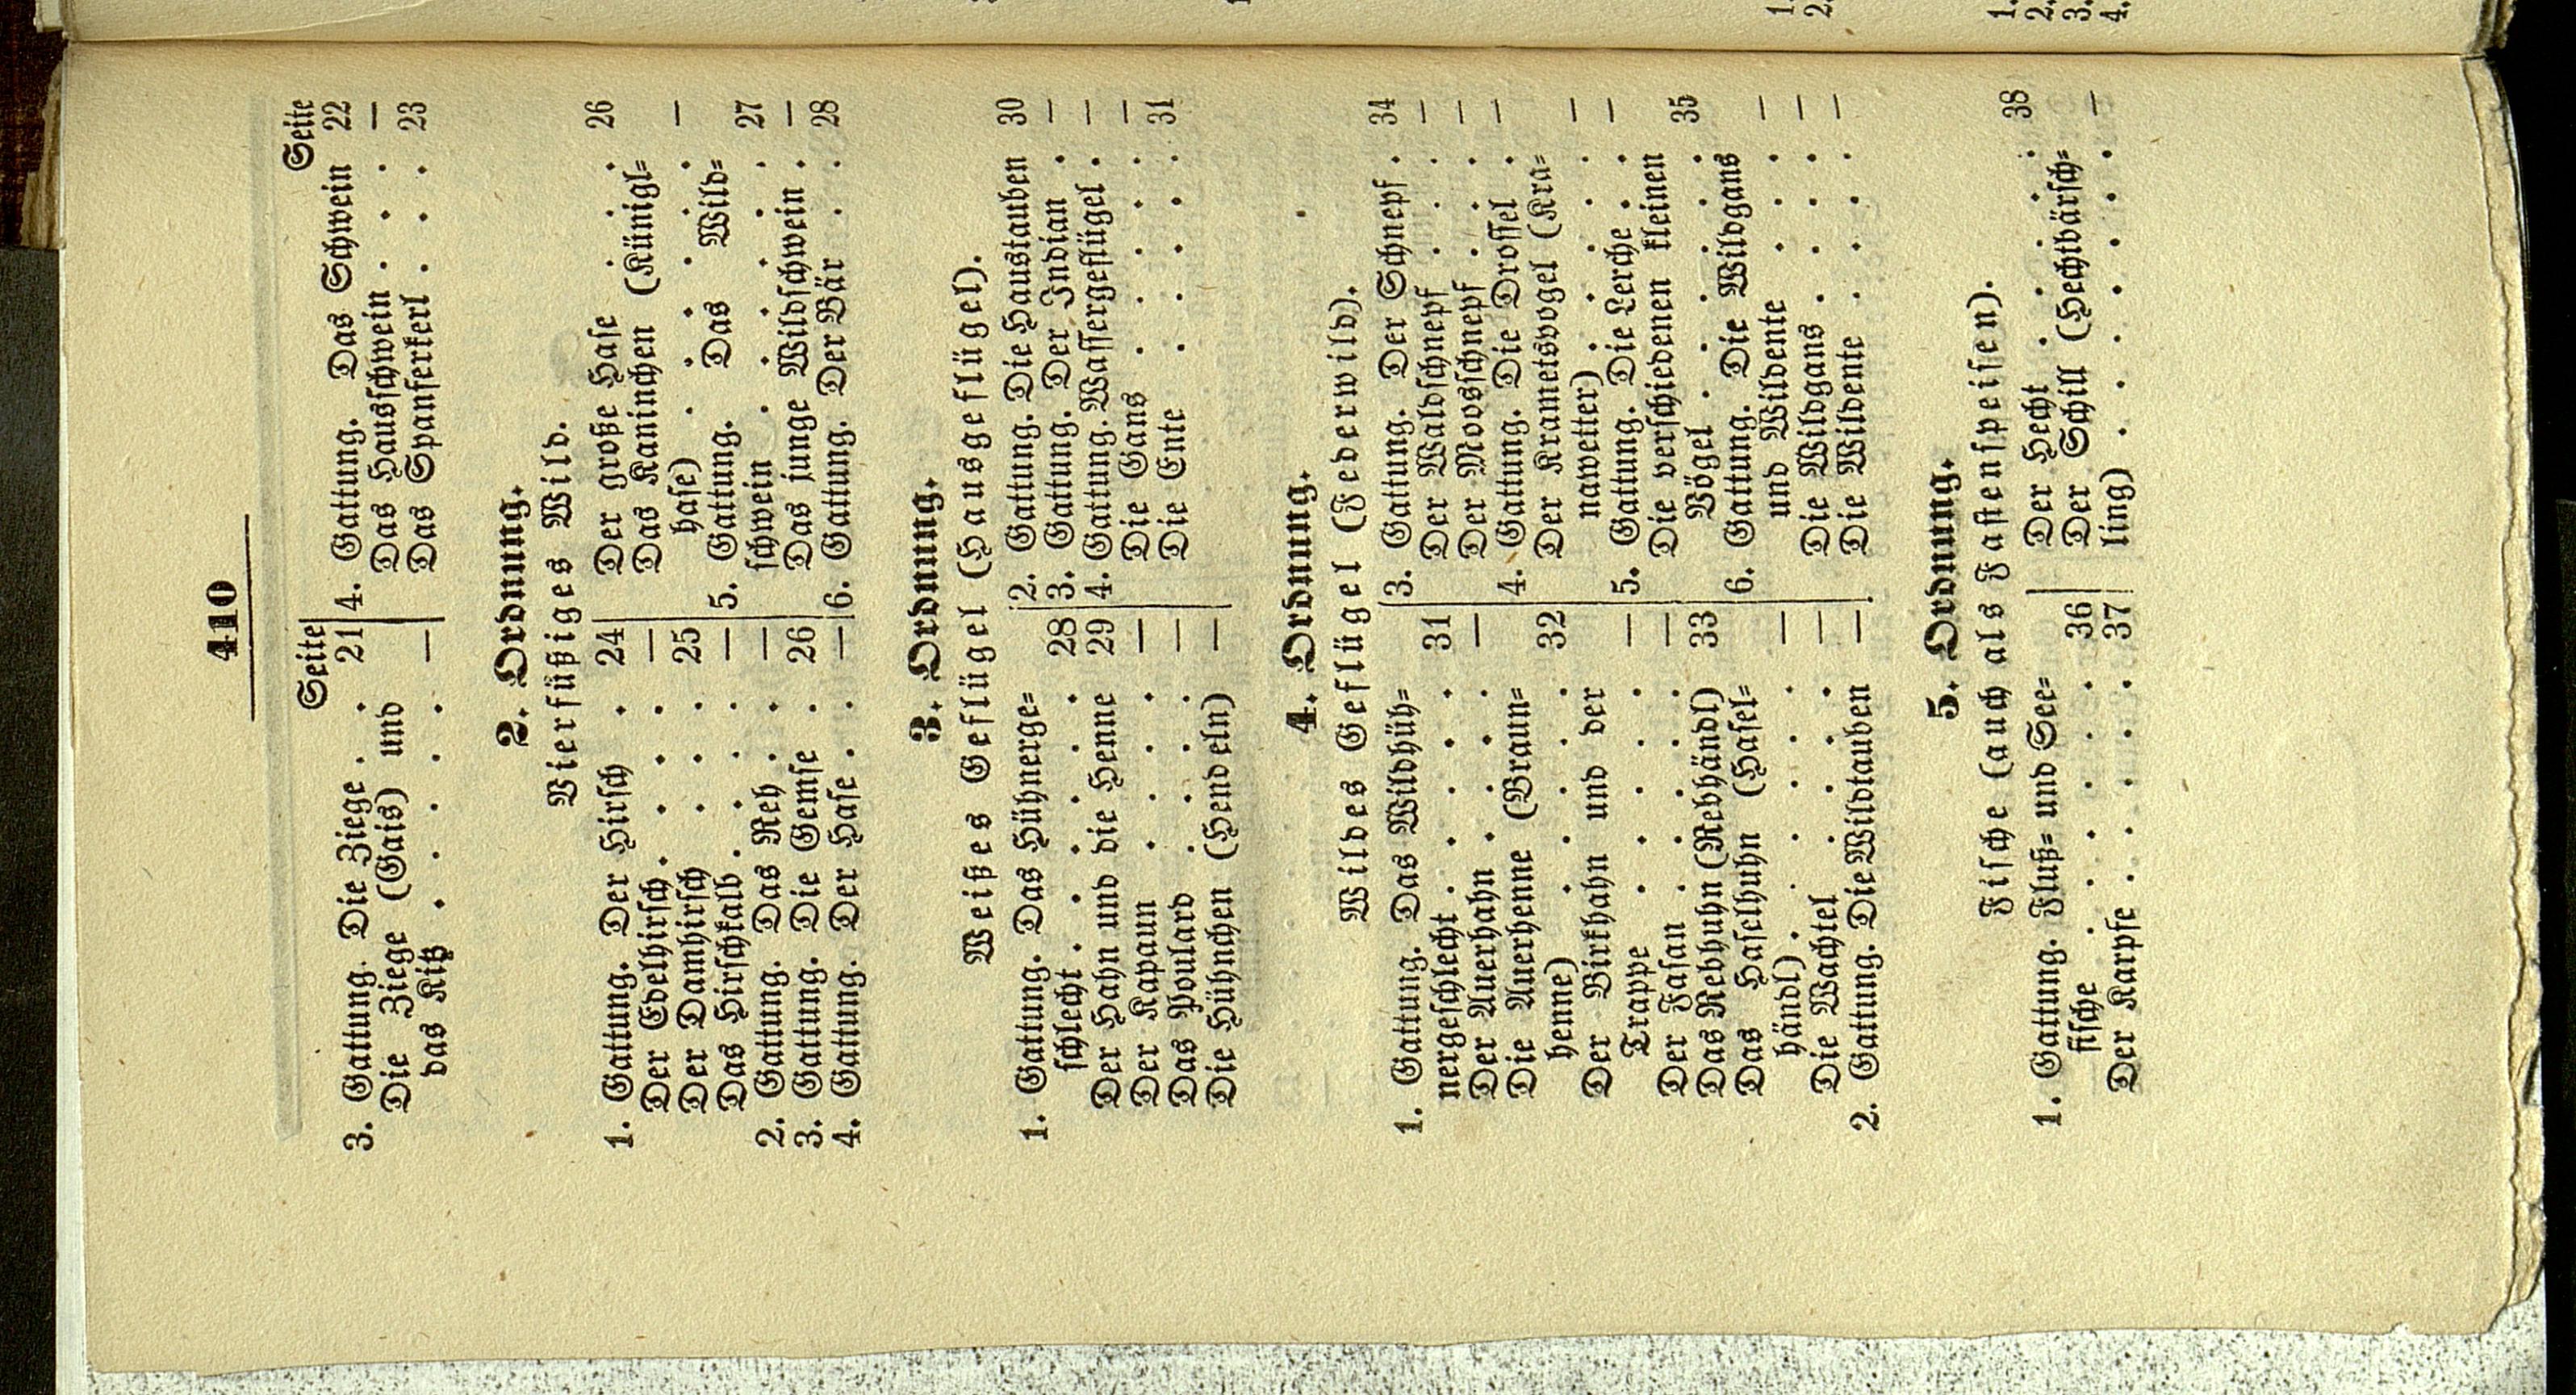 410
Seite
3. Gattung. Die Ziege . . 21
Die Ziege (Gais) und
das Kitz . . . . . —
Seite
4. Gattung. Das Schwein 22
Das Hausschwein . . . —
Das Spanferkerl . . . 23
2. Ordnung.
Vierfüßiges Wild.
1. Gattung. Der Hirsch . 24
Der Edelhirsch . . . . —
Der Damhirsch . . . 25
Das Hirschkalb . . . . —
2. Gattung. Das Reh . . —
3. Gattung. Die Gemse . 26
4. Gattung. Der Hase . . —
Der große Hase . . . 26
Das Kaninchen (Künigl=
hase) . . . . . . —
5. Gattung. Das Wild=
schwein . . . . . . 27
Das junge Wildschwein . —
6. Gattung. Der Bär . . 28
3. Ordnung.
Weißes Geflügel (Hausgeflügel).
1. Gattung. Das Hühnerge=
schlecht . . . . . . 28
Der Hahn und die Henne 29
Der Kapaun . . . . —
Das Poulard . . . . —
Die Hühnchen (Hendeln) —
2. Gattung. Die Haustauben 30
3. Gattung. Der Indian . —
4. Gattung. Wassergeflügel . —
Die Gans . . . . . —
Die Ente . . . . . 31
4. Ordnung.
Wildes Geflügel (Federwild).
1. Gattung. Das Wildhüh=
nergeschlecht . . . . . 31
Der Auerhahn . . . . —
Die Auerhenne (Braun=
henne) . . . . . 32
Der Birkhahn und der
Trappe . . . . . —
Der Fasan . . . . —
Das Rebhuhn (Rebhändl) 33
Das Haselhuhn (Hasel=
händl) . . . . . . —
Die Wachtel . . . . —
2. Gattung. Die Wildtauben —
3. Gattung. Der Schnepf . 34
Der Waldschnepf . . . —
Der Moosschnepf . . . —
4. Gattung. Die Drossel . —
Der Krametsvogel (Kra=
nawetter) . . . . . —
5. Gattung. Die Lerche . . —
Die verschiedenen kleinen
Vögel . . . . . . 35
6. Gattung. Die Wildgans
und Wildente . . . —
Die Wildgans . . . . —
Die Wildente . . . . —
5. Ordnung.
Fische (auch als Fastenspeisen).
1. Gattung. Fluß= und See=
fische . . . . . . 36
Der Karpfe . . . . . 37
Der Hecht . . . . . 38
Der Schill (Hechtbärsch=
ling) . . . . . . . —
1.
2.
1.
2.
3.
4.